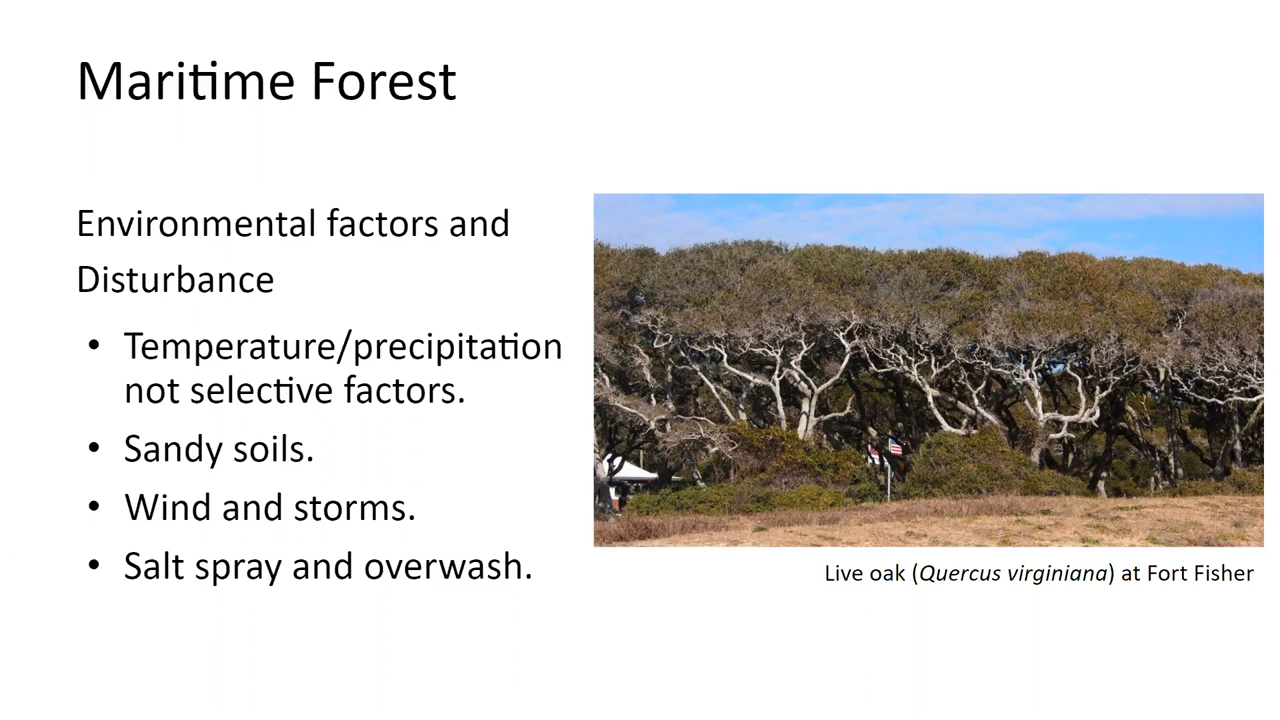 Maritime Forest
Environmental factors and
Disturbance
• Temperature/precipitation
not selective factors.
• Sandy soils.
• Wind and storms.
• Salt spray and overwash.
Live oak (Quercus virginiana) at Fort Fisher